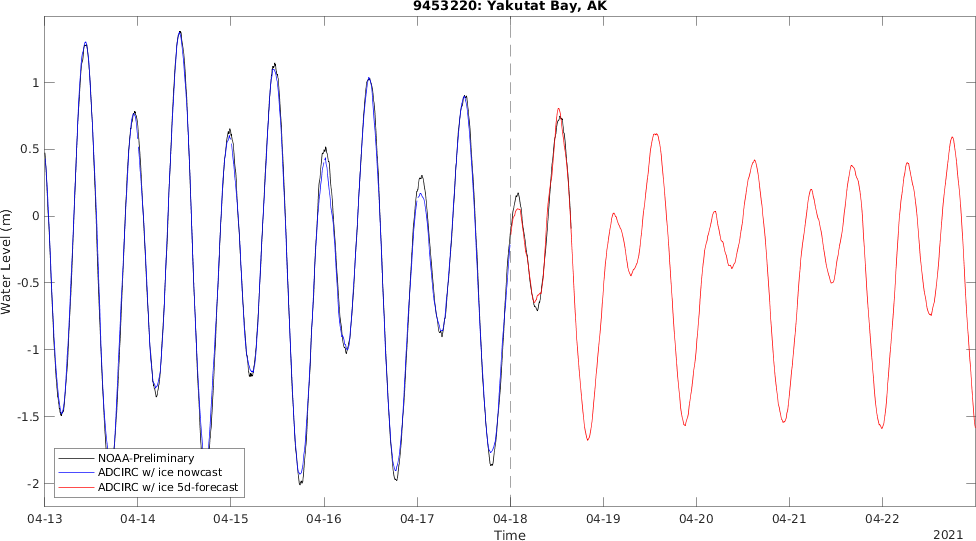 9453220: Yakutat Bay, AK
Water Level (m)
1
0.5
0
-0.5
-1
-1.5
-2
NOAA-Preliminary
ADCIRC w/ ice nowcast
ADCIRC w/ ice 5d-forecast
04-13 04-14 04-15 04-16 04-17 04-18 04-19 04-20 04-21 04-22
Time
2021